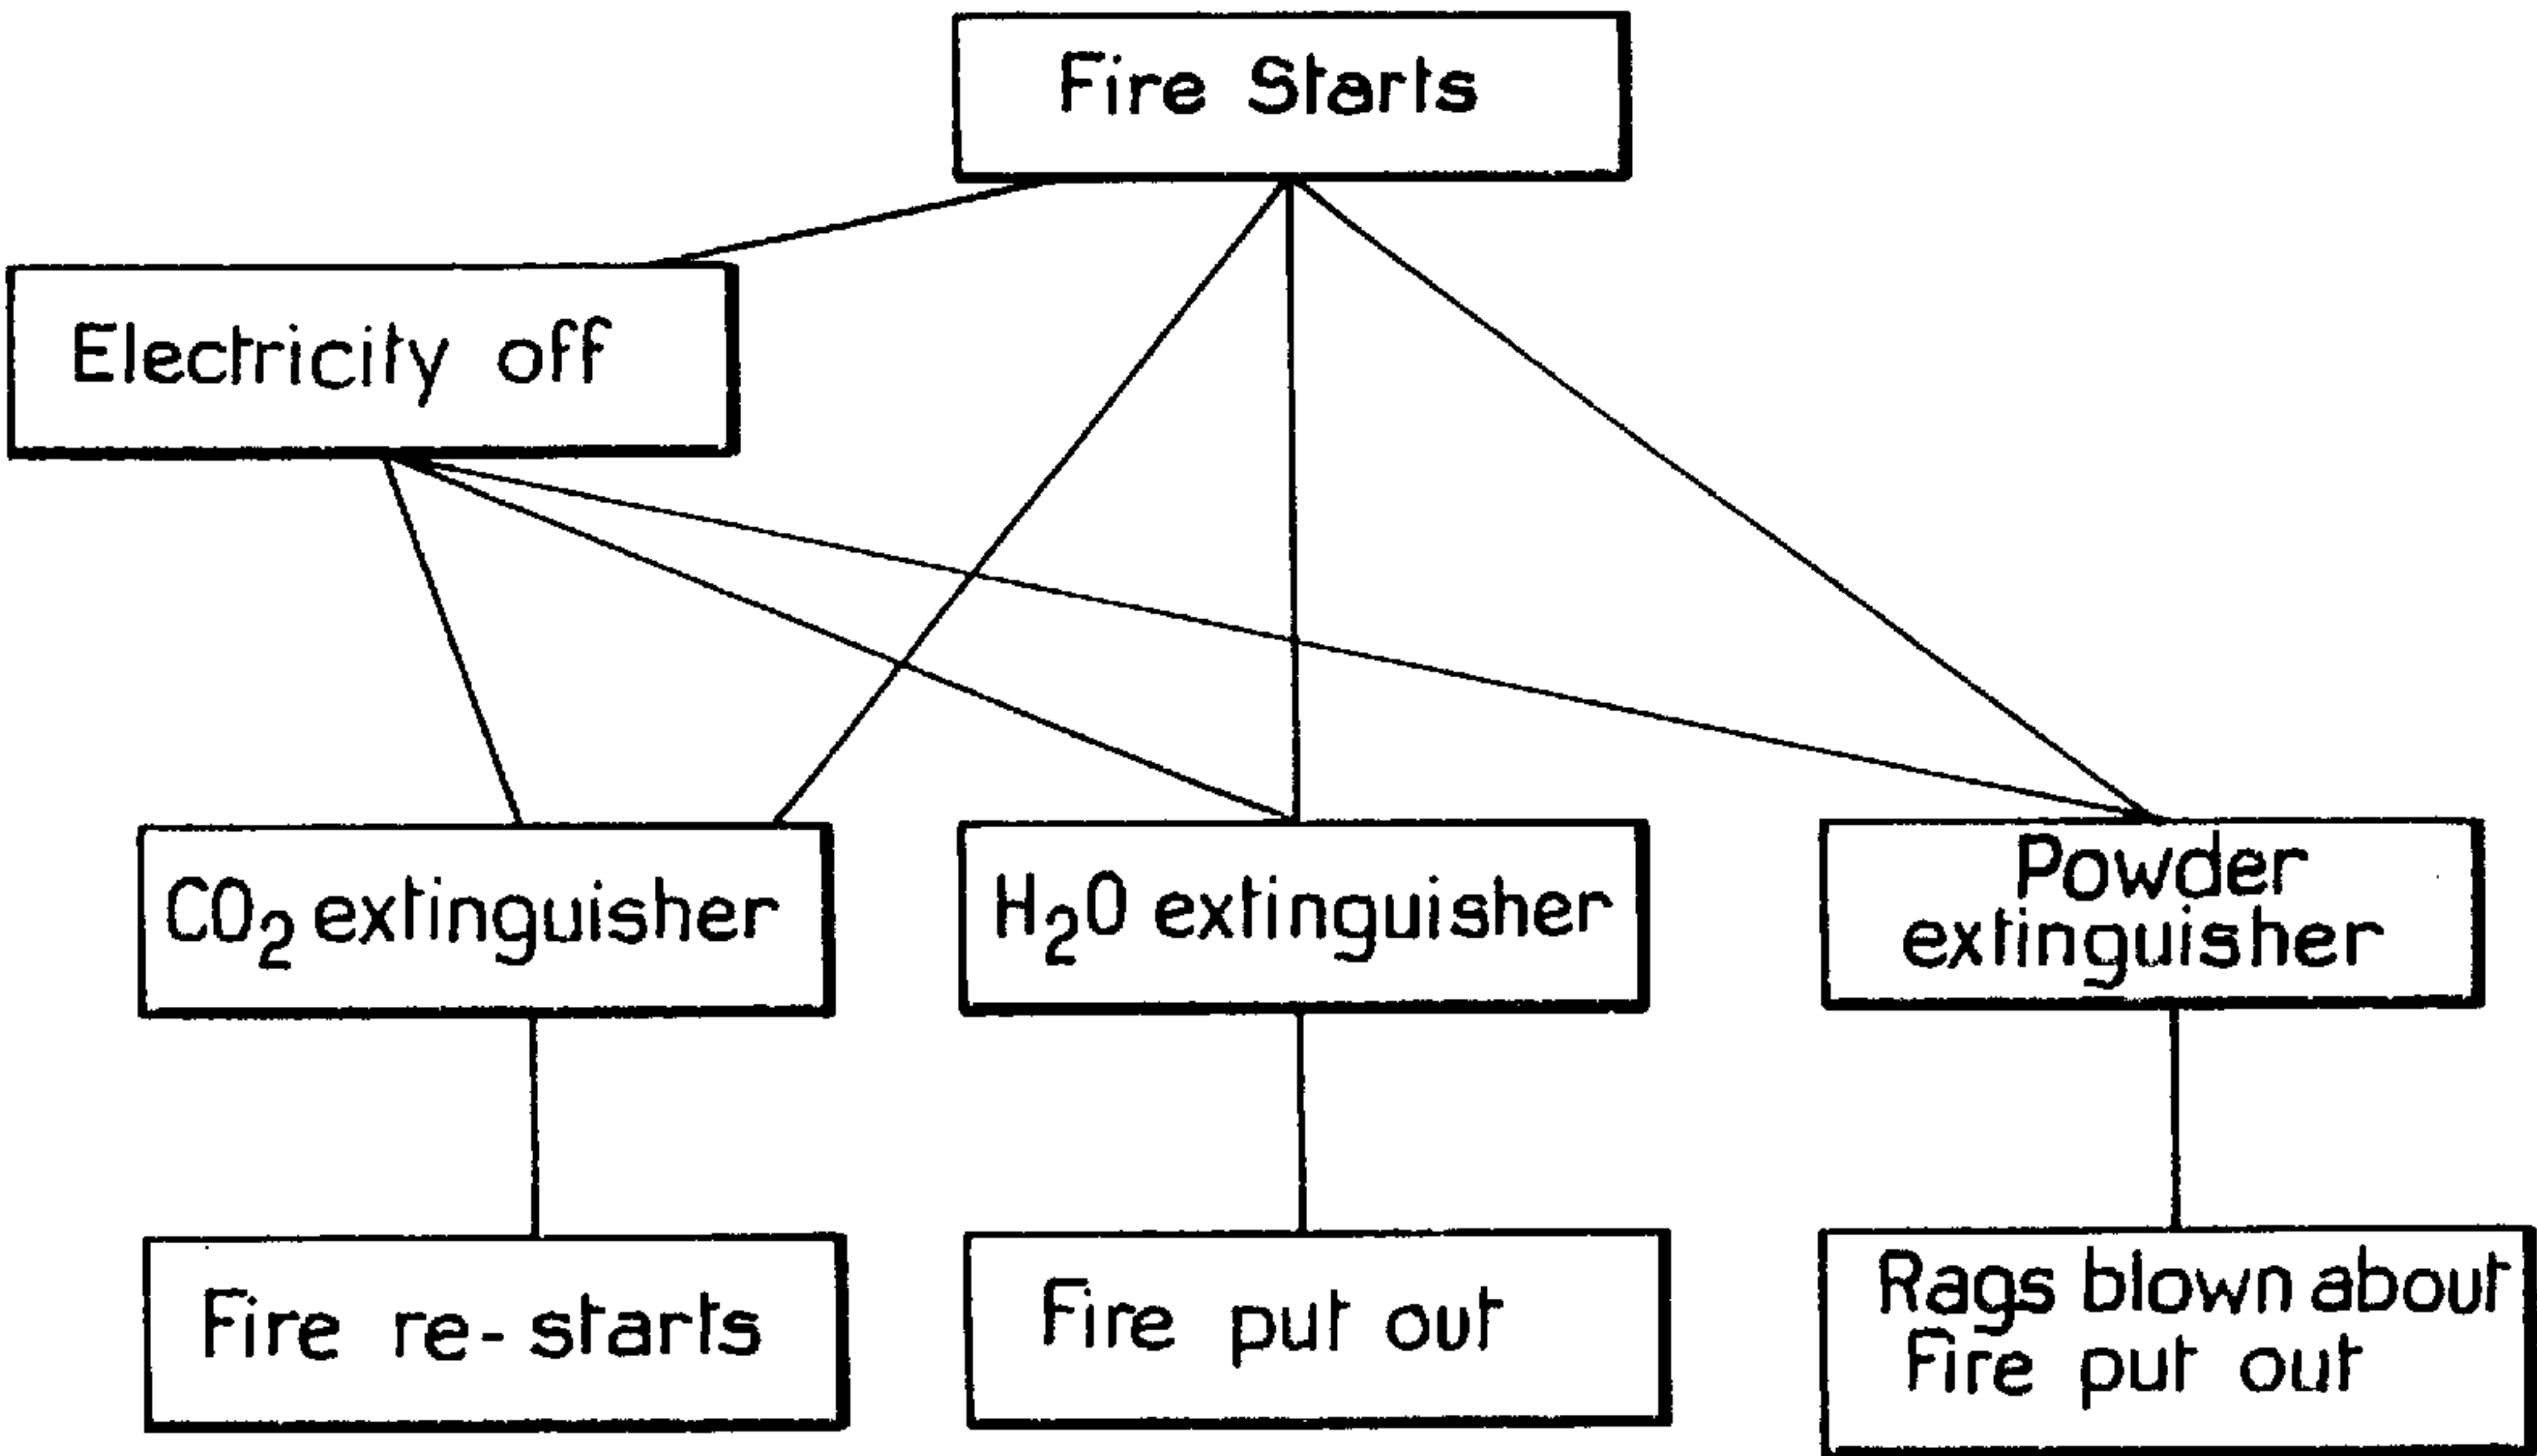 Fire Starts
Electricity off
CO₂ extinguisher
H₂O extinguisher
Powder
extinguisher
Fire re-starts
Fire put out
Rags blown about
Fire put out